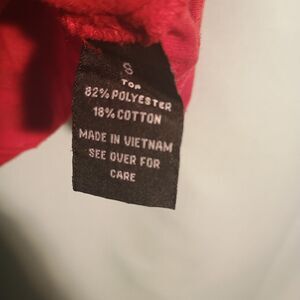 S
TOP
82% POLYESTER
18% COTTON
MADE IN VIETNAM
SEE OVER FOR
CARE